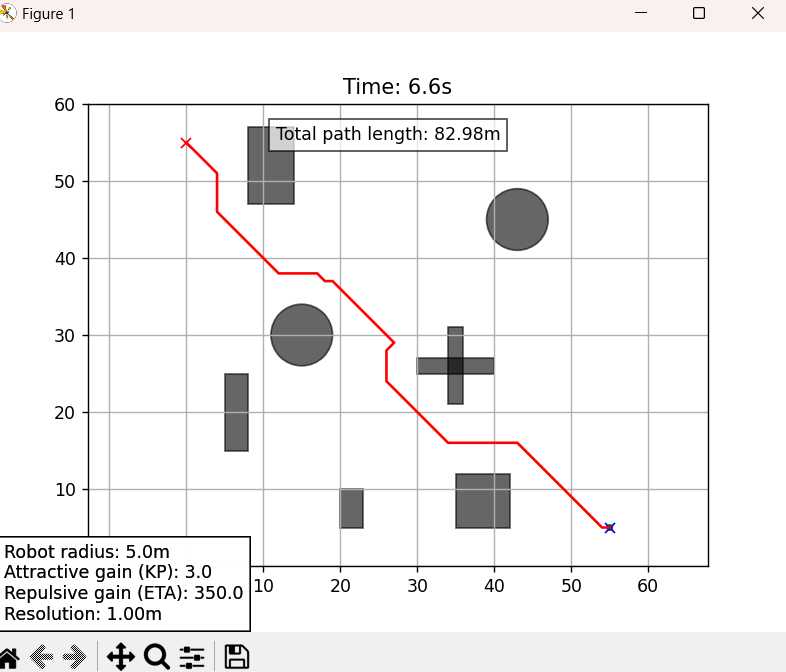 Figure 1
Time: 6.6s
Total path length: 82.98m
60
50
40
30
20
10
10 20 30 40 50 60
Robot radius: 5.0m
Attractive gain (KP): 3.0
Repulsive gain (ETA): 350.0
Resolution: 1.00m